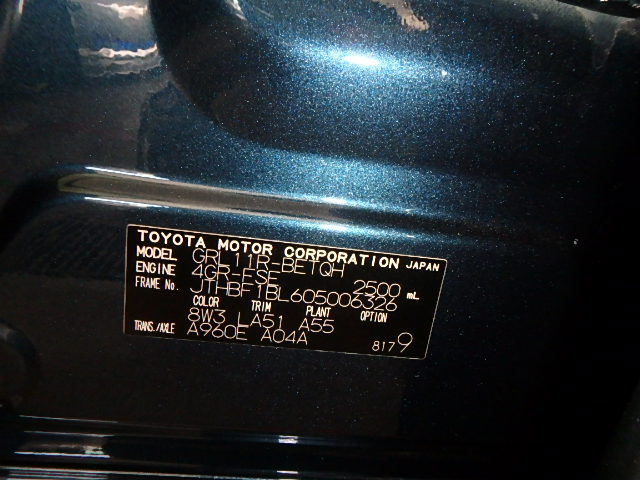 TOYOTA MOTOR CORPORATION JAPAN
MODEL GRL11R-BETQH
ENGINE 4GR-FSE 2500 mL
FRAME No. JTHBF1BL605006326
COLOR TRIM PLANT OPTION
8W3 LA51 A55
TRANS./AXLE A960E A04A 8179